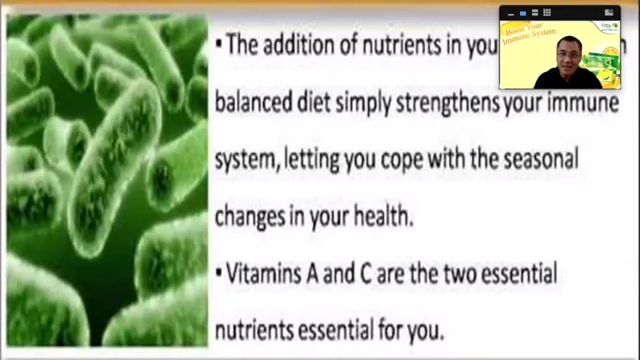 ▪ The addition of nutrients in you
balanced diet simply strengthens your immune
system, letting you cope with the seasonal
changes in your health.
▪ Vitamins A and C are the two essential
nutrients essential for you.
Boost Your
Immune System